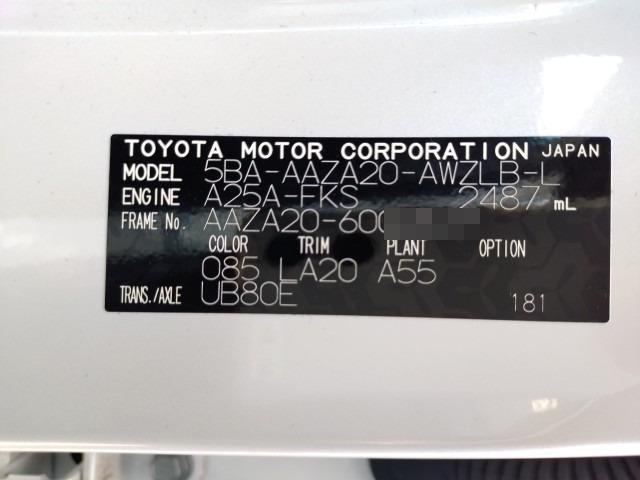 TOYOTA MOTOR CORPORATION JAPAN
MODEL 5BA-AAZA20-AWZLB-L
ENGINE A25A-FKS 2487 mL
FRAME No. AAZA20-600
COLOR TRIM PLANT OPTION
085 LA20 A55
TRANS./AXLE UB80E 181